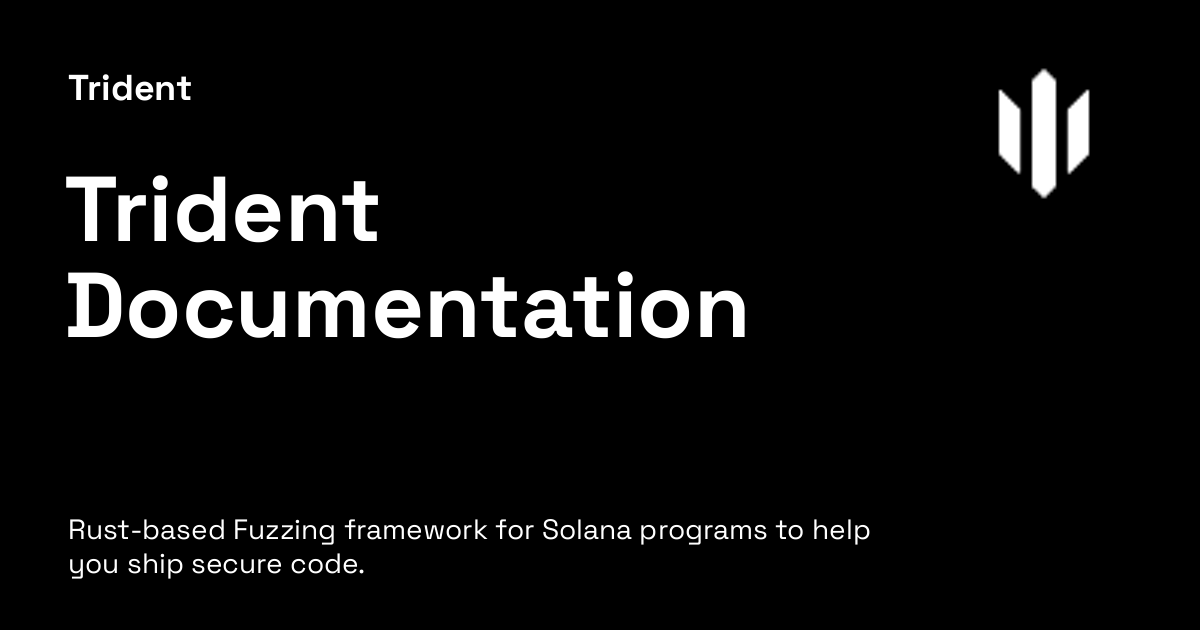 Trident
Trident
Documentation
Rust-based Fuzzing framework for Solana programs to help
you ship secure code.